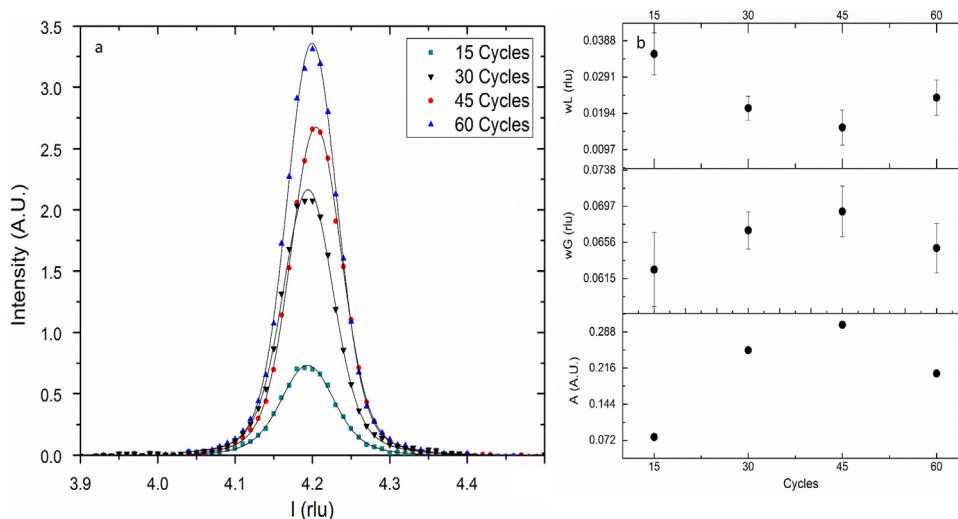 a
3.5
3.0
2.5
2.0
1.5
1.0
0.5
0.0
Intensity (A.U.)
15 Cycles
30 Cycles
45 Cycles
60 Cycles
3.9 4.0 4.1 4.2 4.3 4.4
l (rlu)
15 30 45 60
b
0.0388
0.0291
0.0194
0.0097
wL (rlu)
0.0738
0.0697
0.0656
0.0615
wG (rlu)
0.288
0.216
0.144
0.072
A (A.U.)
15 30 45 60
Cycles